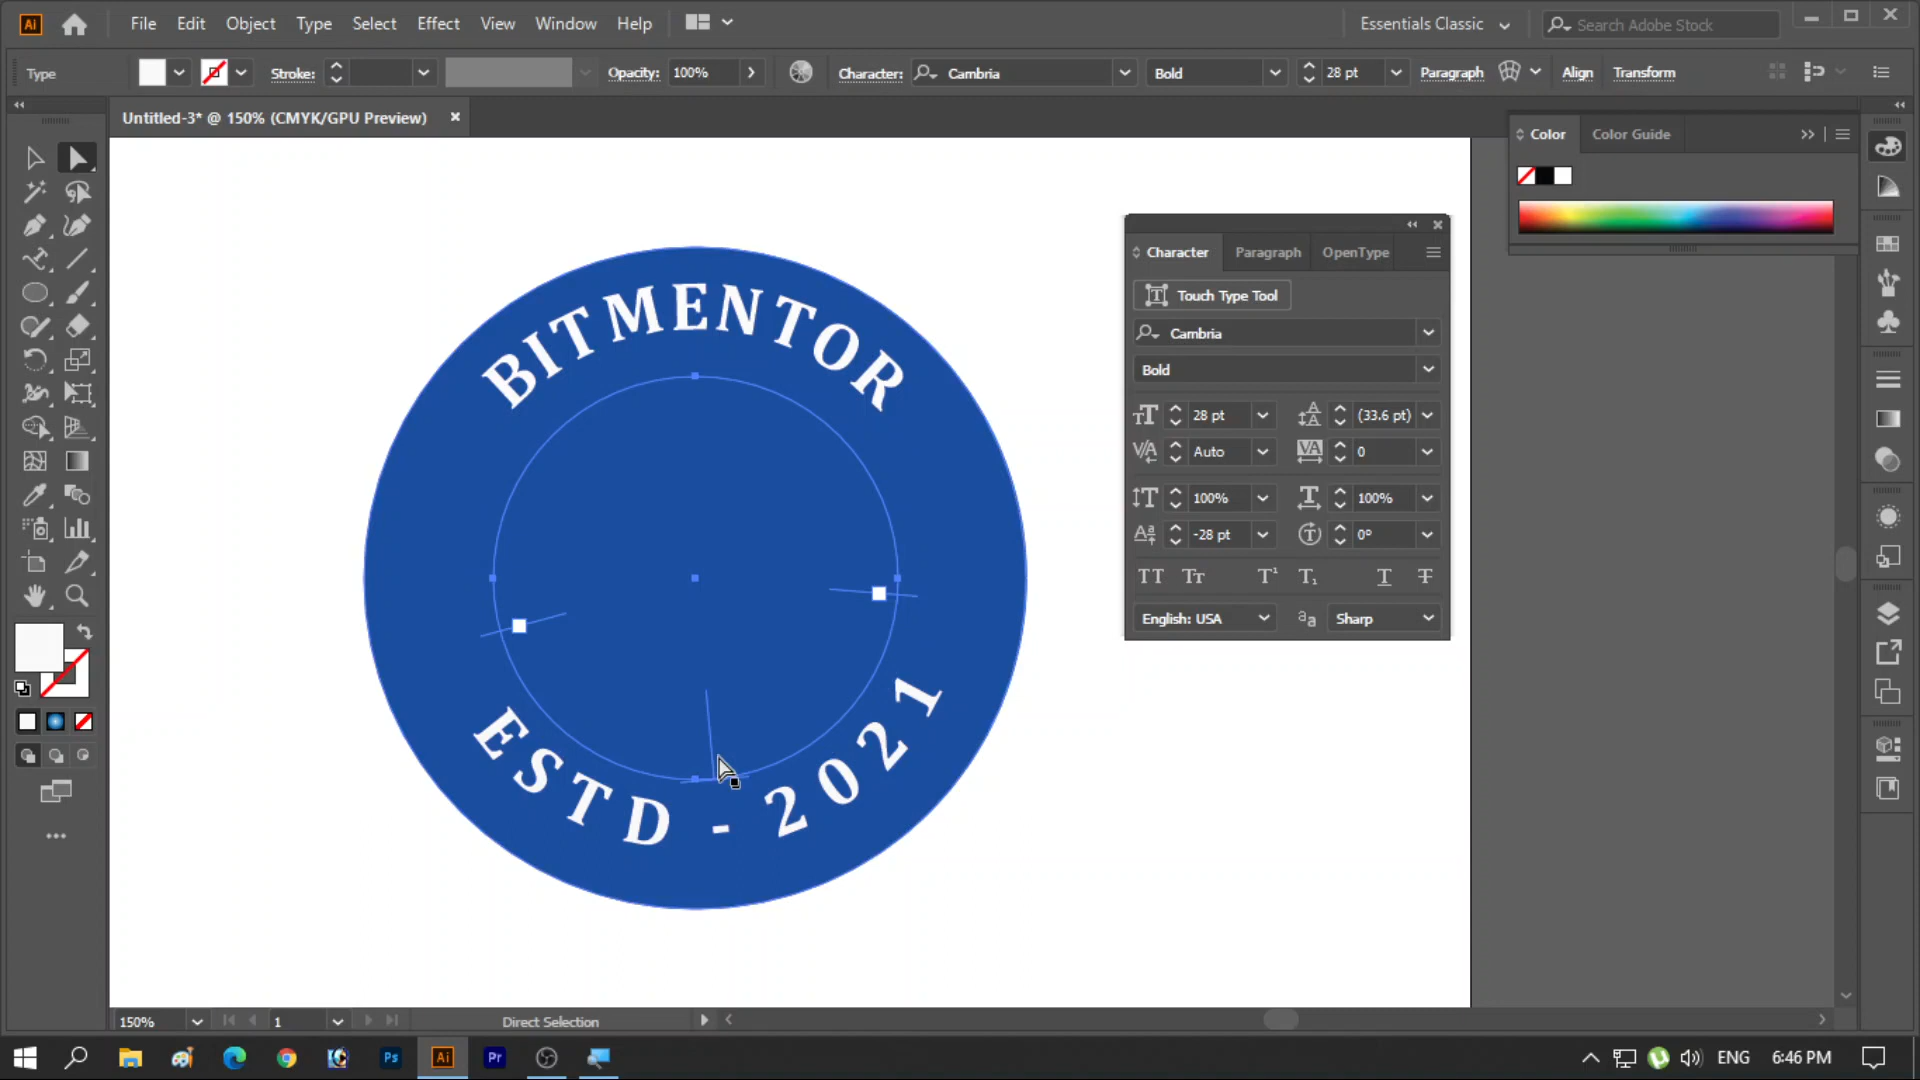 File Edit Object Type Select Effect View Window Help Essentials Classic Search Adobe Stock
Type Stroke: Opacity: 100% Character: Cambria Bold 28 pt Paragraph Align Transform
Untitled-3* @ 150% (CMYK/GPU Preview)
Color Color Guide
BITMENTOR
ESTD - 2021
Character Paragraph OpenType
Touch Type Tool
Cambria
Bold
28 pt (33.6 pt)
Auto 0
100% 100%
-28 pt 0°
English: USA Sharp
150% 1 Direct Selection
Ps Ai Pr ENG 6:46 PM